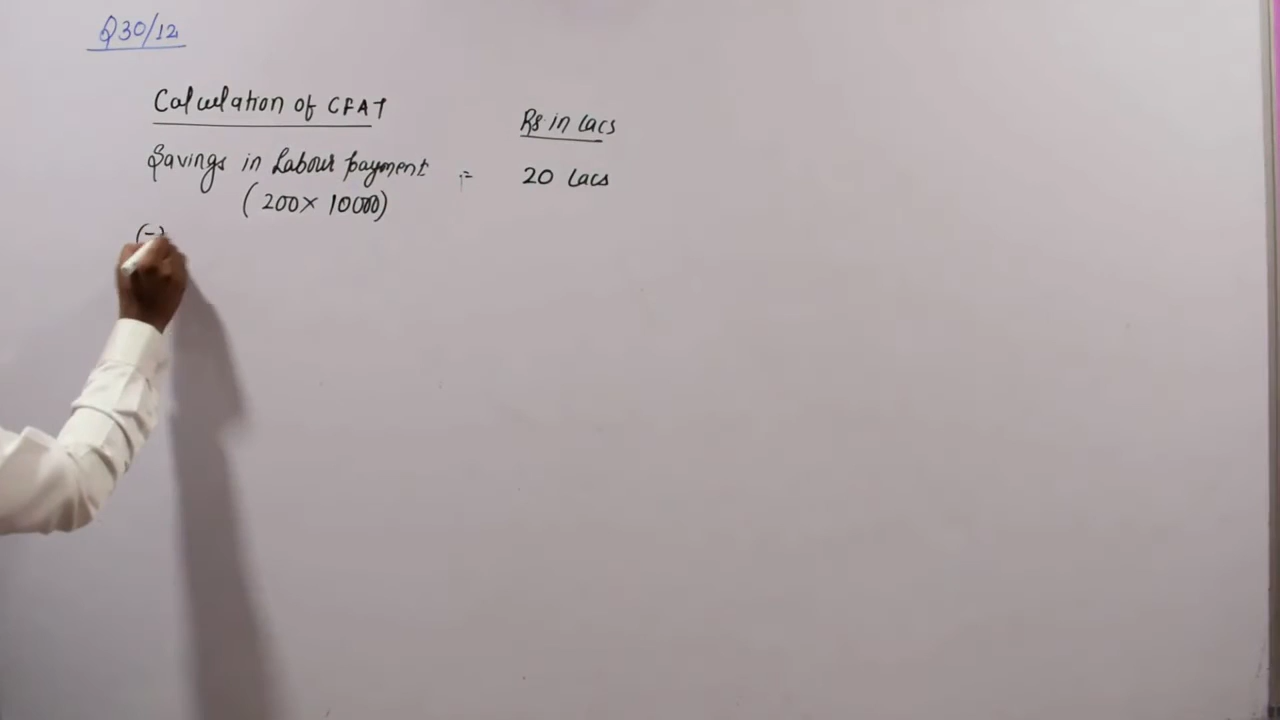 Q30/12
Calculation of CFAT
Rs. in Lacs
Savings in Labour payment := 20 Lacs
(200 x 10000)
(-)